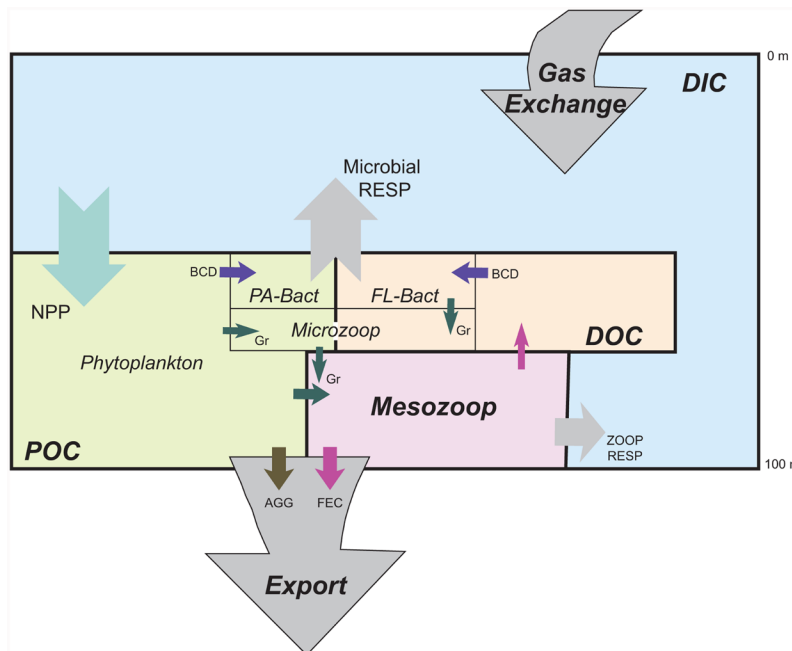 0 m
Gas
Exchange
DIC
Microbial
RESP
BCD
BCD
PA-Bact
FL-Bact
NPP
Microzoop
Gr
Gr
DOC
Phytoplankton
Gr
Mesozoop
POC
ZOOP
RESP
100 m
AGG
FEC
Export